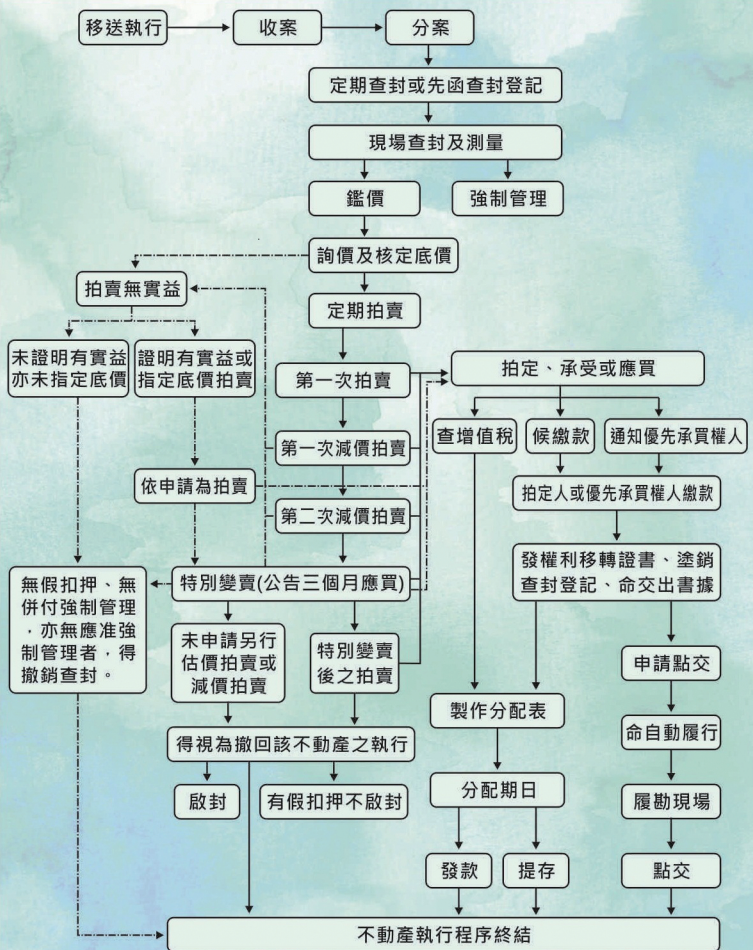 移送執行
收案
分案
定期查封或先函查封登記
現場查封及測量
鑑價
強制管理
詢價及核定底價
拍賣無實益
定期拍賣
未證明有實益
亦未指定底價
證明有實益或
指定底價拍賣
第一次拍賣
拍定、承受或應買
查增值稅
候繳款
通知優先承買權人
第一次減價拍賣
依申請為拍賣
拍定人或優先承買權人繳款
第二次減價拍賣
發權利移轉證書、塗銷
查封登記、命交出書據
無假扣押、無
併付強制管理
，亦無應准強
制管理者，得
撤銷查封。
特別變賣(公告三個月應買)
未申請另行
估價拍賣或
減價拍賣
特別變賣
後之拍賣
申請點交
製作分配表
命自動履行
得視為撤回該不動產之執行
啟封
有假扣押不啟封
分配期日
履勘現場
發款
提存
點交
不動產執行程序終結